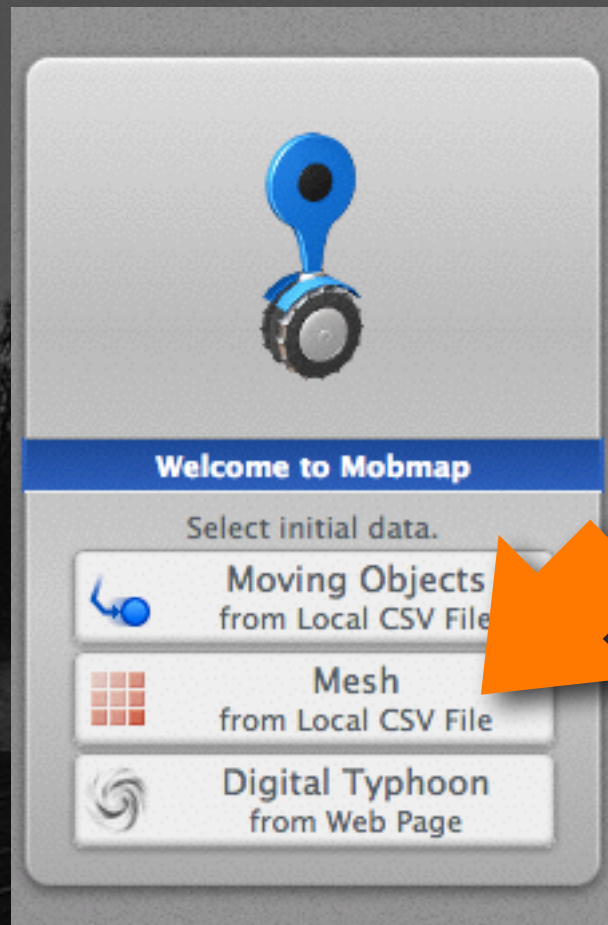 Welcome to Mobmap
Select initial data.
Moving Objects
from Local CSV File
Mesh
from Local CSV File
Digital Typhoon
from Web Page